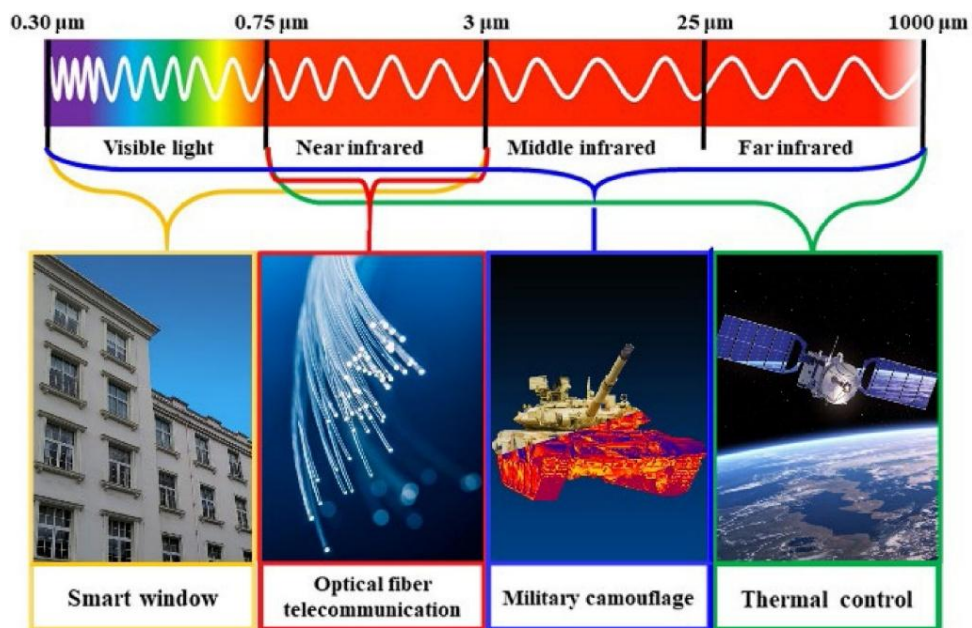 0.30 μm 0.75 μm 3 μm 25 μm 1000 μm
Visible light Near infrared Middle infrared Far infrared
Smart window
Optical fiber
telecommunication
Military camouflage
Thermal control